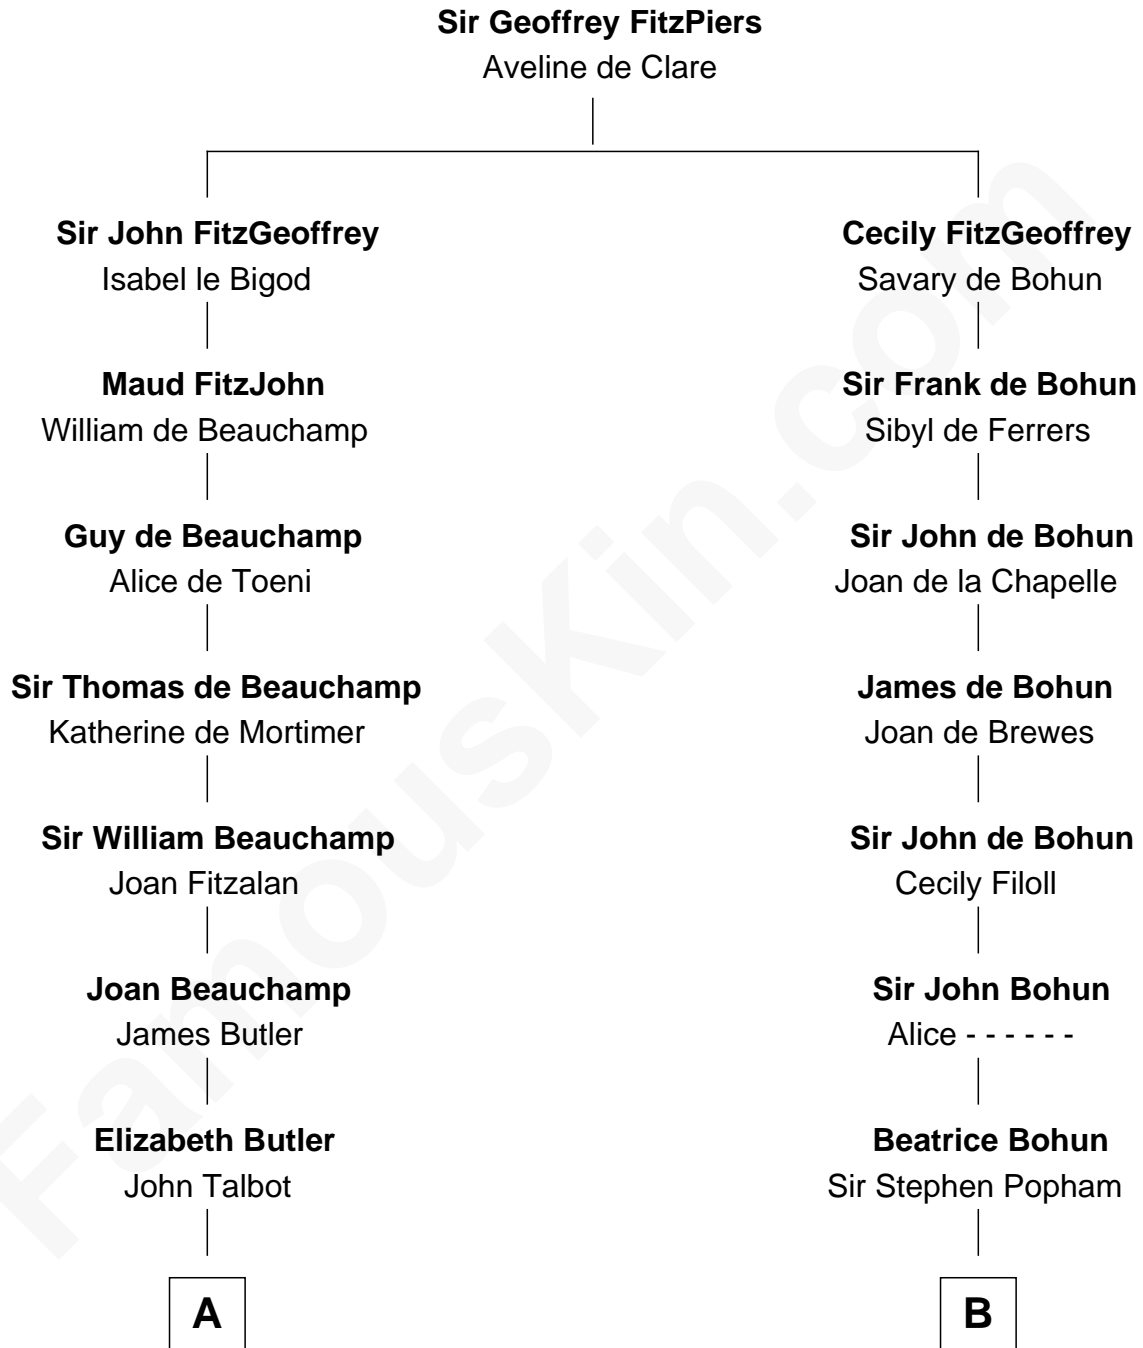 Sir Geoffrey FitzPiers
Aveline de Clare
Sir John FitzGeoffrey
Isabel le Bigod
Maud FitzJohn
William de Beauchamp
Guy de Beauchamp
Alice de Toeni
Sir Thomas de Beauchamp
Katherine de Mortimer
Sir William Beauchamp
Joan Fitzalan
Joan Beauchamp
James Butler
Elizabeth Butler
John Talbot
A
Cecily FitzGeoffrey
Savary de Bohun
Sir Frank de Bohun
Sibyl de Ferrers
Sir John de Bohun
Joan de la Chapelle
James de Bohun
Joan de Brewes
Sir John de Bohun
Cecily Filoll
Sir John Bohun
Alice - - - - - -
Beatrice Bohun
Sir Stephen Popham
B
FamousKin.com